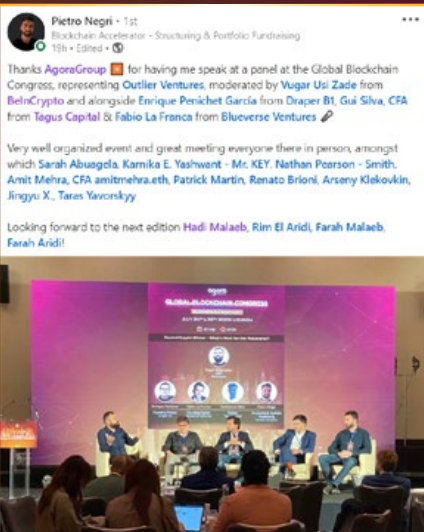 Pietro Negri • 1st
Blockchain Accelerator - Structuring & Portfolio Fundraising
19h • Edited •
Thanks AgoraGroup for having me speak at a panel at the Global Blockchain
Congress, representing Outlier Ventures, moderated by Vugar Usi Zade from
BeInCrypto and alongside Enrique Penichet García from Draper B1, Gui Silva, CFA
from Tagus Capital & Fabio La Franca from Blueverse Ventures
Very well organized event and great meeting everyone there in person, amongst
which Sarah Abuagela, Karnika E. Yashwant - Mr. KEY, Nathan Pearson - Smith,
Amit Mehra, CFA amitmehra.eth, Patrick Martin, Renato Brioni, Arseny Klekovkin,
Jingyu X., Taras Yavorskyy
Looking forward to the next edition Hadi Malaeb, Rim El Aridi, Farah Malaeb,
Farah Aridi!
agora
GLOBAL BLOCKCHAIN CONGRESS